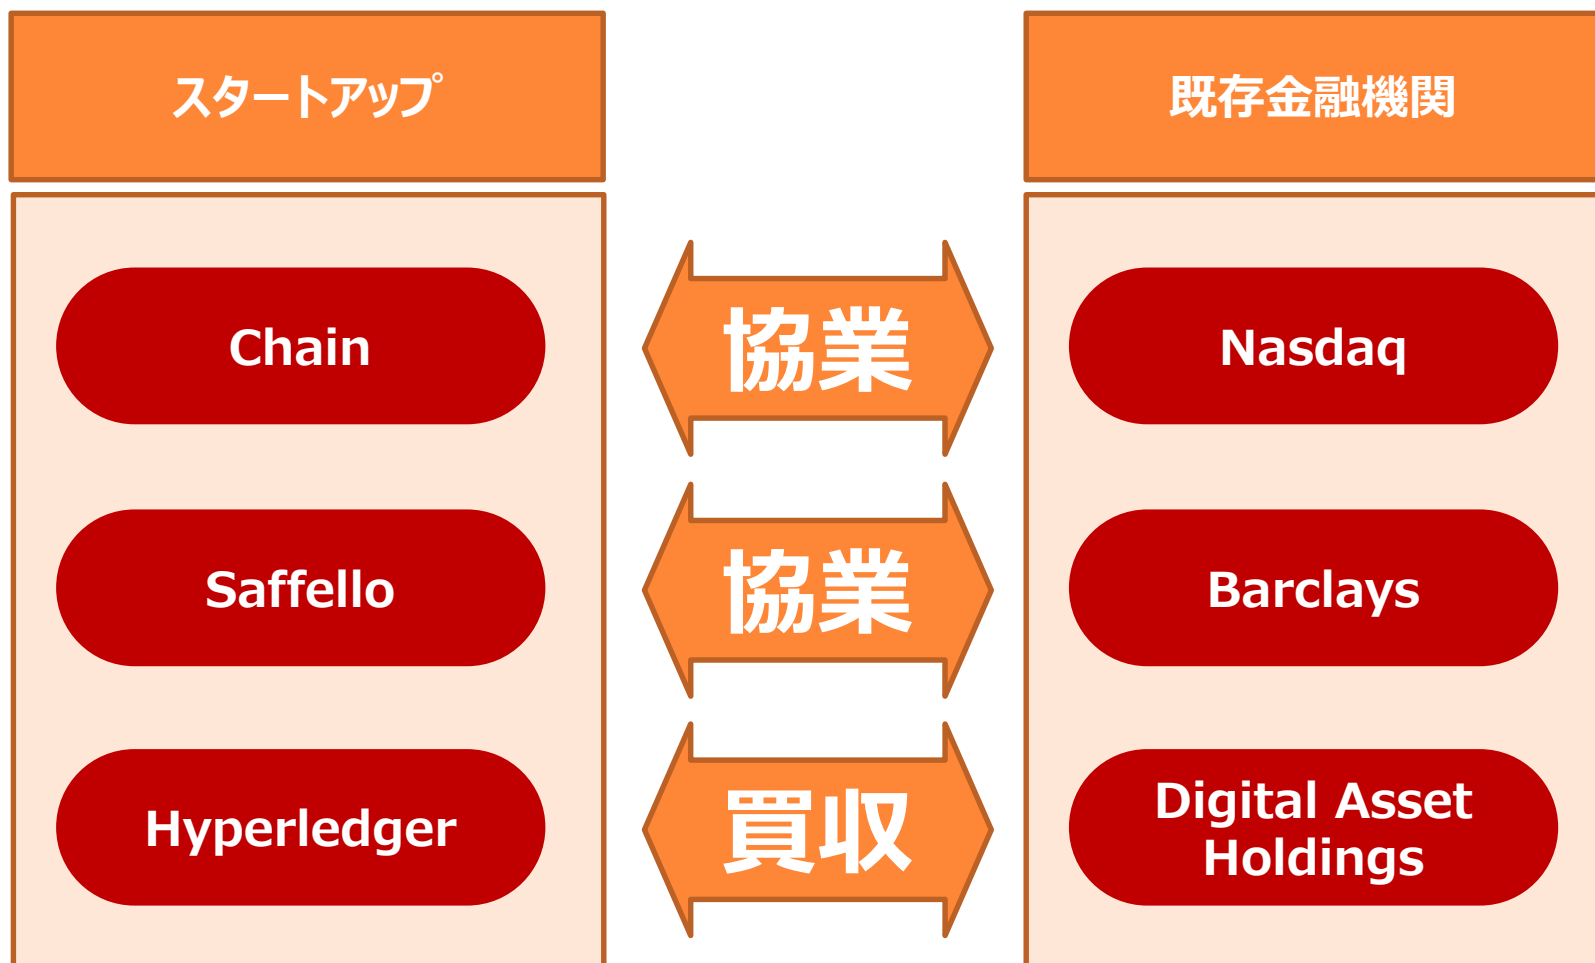 スタートアップ
既存金融機関
Chain
協業
Nasdaq
Saffello
協業
Barclays
Hyperledger
買収
Digital Asset
Holdings